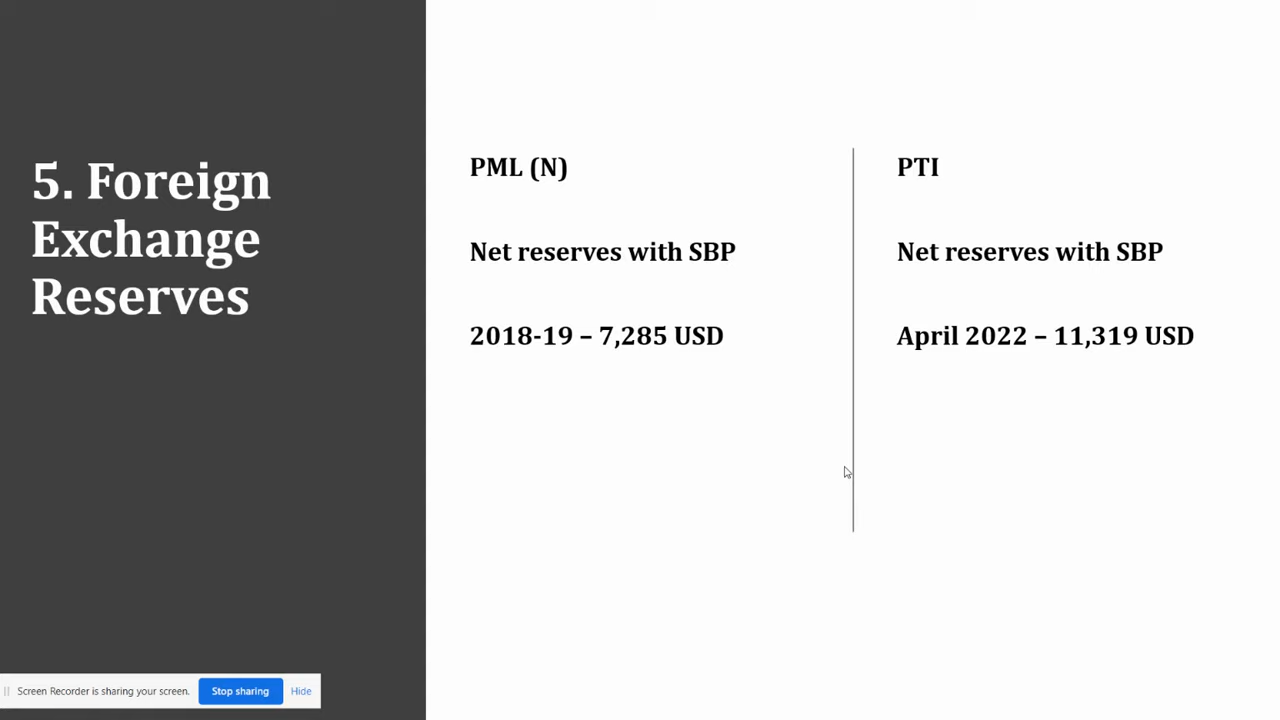 5. Foreign
Exchange
Reserves
PML (N)
Net reserves with SBP
2018-19 – 7,285 USD
PTI
Net reserves with SBP
April 2022 – 11,319 USD
Screen Recorder is sharing your screen.
Stop sharing
Hide